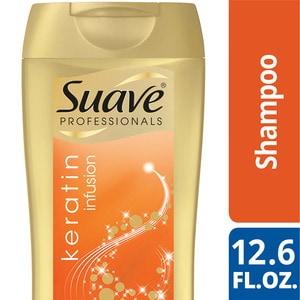 Suave
PROFESSIONALS
keratin
infusion
Shampoo
12.6
FL.OZ.